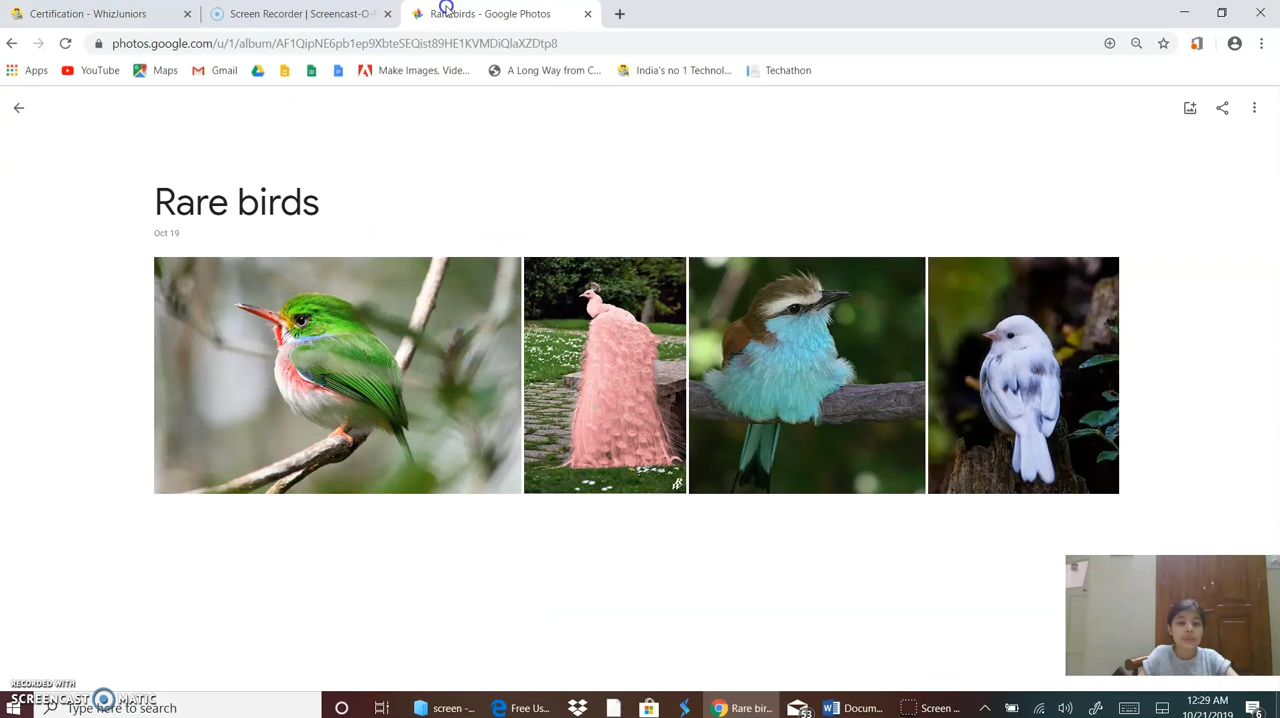 Certification - WhizJuniors
Screen Recorder | Screencast-O-M
birds - Google Photos
photos.google.com/u/1/album/AF1QipNE6pb1ep9XbteSEQist89HE1KVMDiQlaXZDtp8
Apps
YouTube
Maps
Gmail
Make Images, Vide...
A Long Way from C...
India's no 1 Technol...
Techathon
Rare birds
Oct 19
RECORDED WITH
SCREENCAST MATIC
Type here to search
screen -...
Free Us...
Rare bir...
53
Docum...
Screen ...
12:29 AM
10/21/2019
6